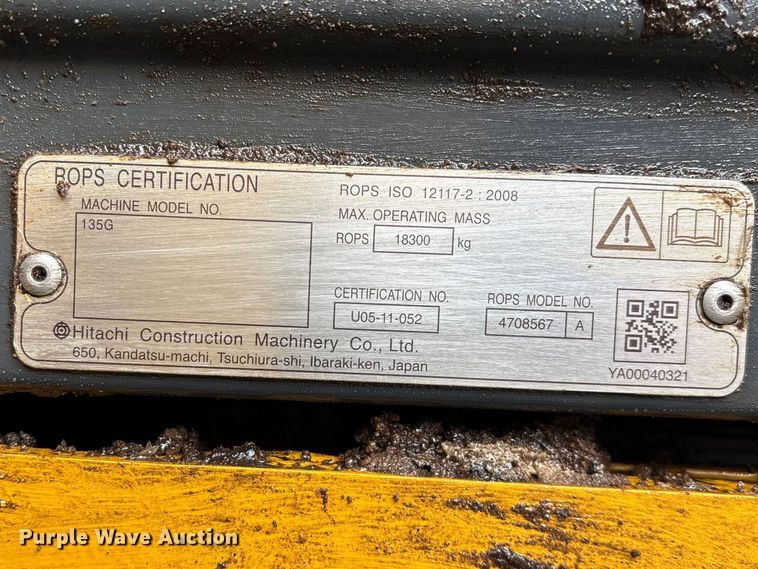 ROPS CERTIFICATION
MACHINE MODEL NO.
135G
ROPS ISO 12117-2 : 2008
MAX. OPERATING MASS
ROPS 18300 kg
CERTIFICATION NO.
U05-11-052
ROPS MODEL NO.
4708567 A
Hitachi Construction Machinery Co., Ltd.
650, Kandatsu-machi, Tsuchiura-shi, Ibaraki-ken, Japan
YA00040321
Purple Wave Auction